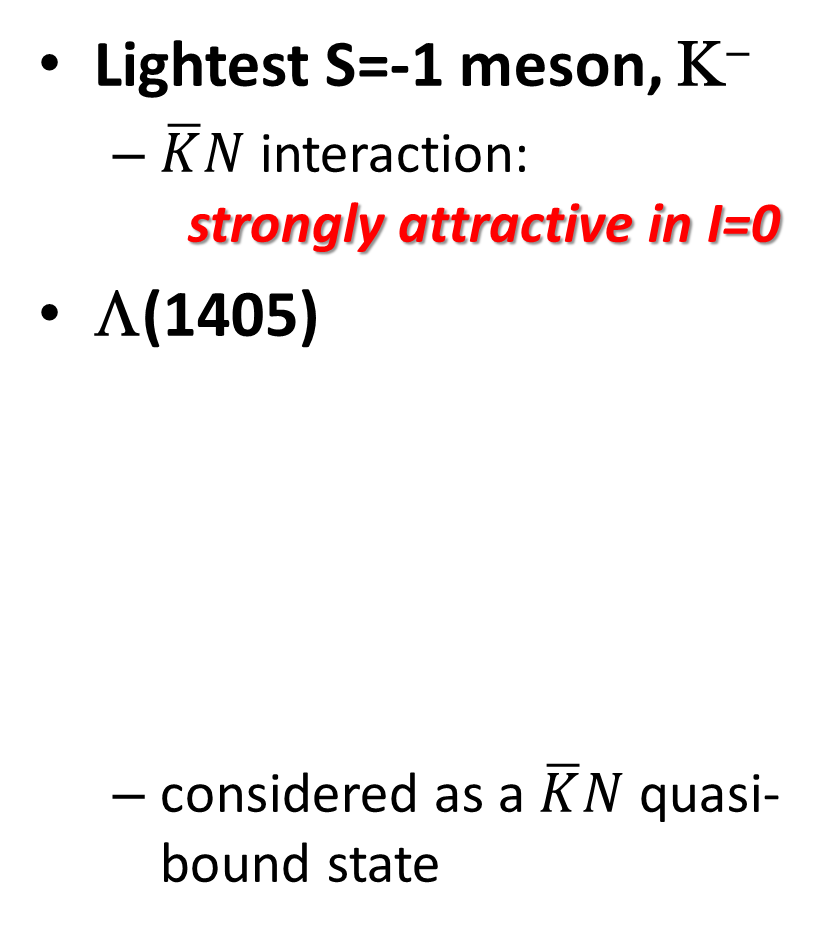 • Lightest S=-1 meson, K⁻
– K̅N interaction:
strongly attractive in I=0
• Λ(1405)
– considered as a K̅N quasi-
bound state